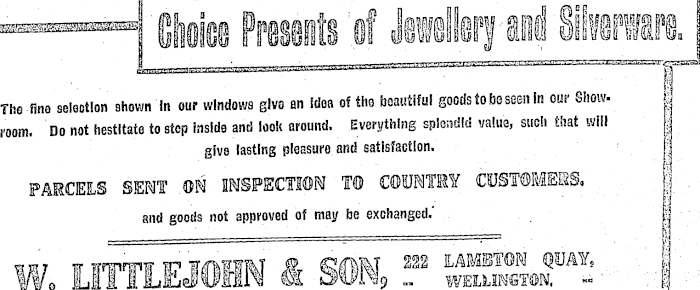 Choice Presents of Jewellery and Silverware.
The fine selection shown in our windows give an idea of the beautiful goods to be seen in our Show-
room. Do not hestitate to step inside and look around. Everything splendid value, such that will
give lasting pleasure and satisfaction.
PARCELS SENT ON INSPECTION TO COUNTRY CUSTOMERS.
and goods not approved of may be exchanged.
W. LITTLEJOHN & SON, 222 LAMBTON QUAY,
WELLINGTON.